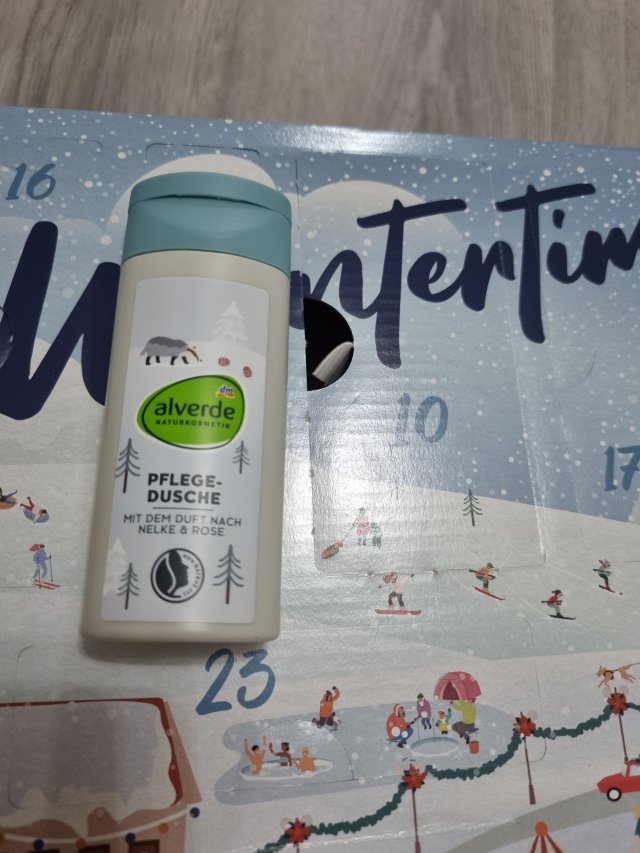 16
Wintertim
dm
alverde
NATURKOSMETIK
PFLEGE-
DUSCHE
MIT DEM DUFT NACH
NELKE & ROSE
10
17
23